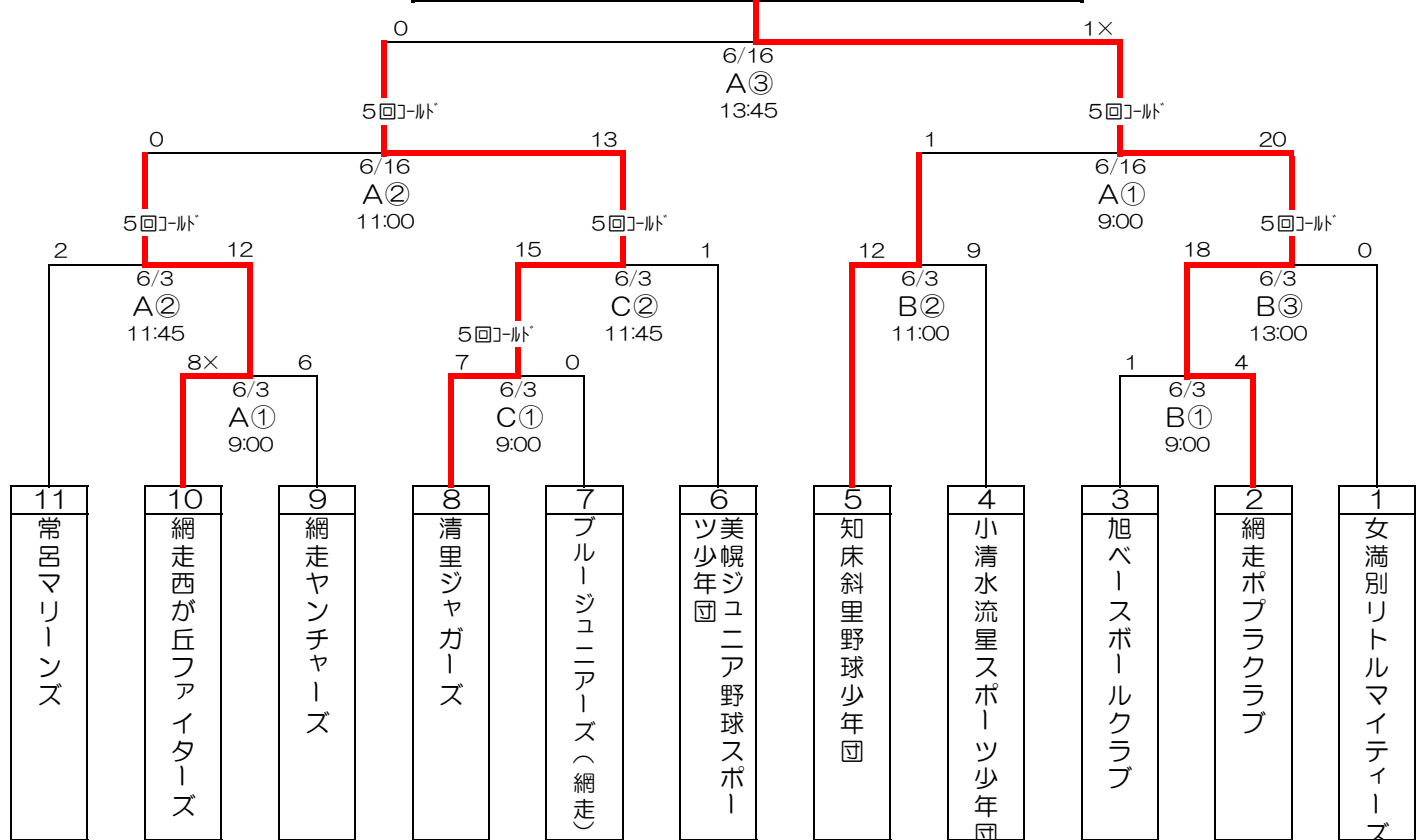 0 1×
6/16
A③
13:45
5回コールド 5回コールド
0 13 1 20
6/16 6/16
A② A①
11:00 9:00
5回コールド 5回コールド 5回コールド
2 12 15 1 12 9 18 0
6/3 6/3 6/3 6/3
A② C② B② B③
11:45 11:45 11:00 13:00
5回コールド
8× 6 7 0 1 4
6/3 6/3 6/3
A① C① B①
9:00 9:00 9:00
11 10 9 8 7 6 5 4 3 2 1
常呂マリーンズ
網走西が丘ファイターズ
網走ヤンチャーズ
清里ジャガーズ
ブルージュニアーズ(網走)
美幌ジュニア野球スポー
ツ少年団
知床斜里野球少年団
小清水流星スポーツ少年団
旭ベースボールクラブ
網走ポプラクラブ
女満別リトルマイティーズ